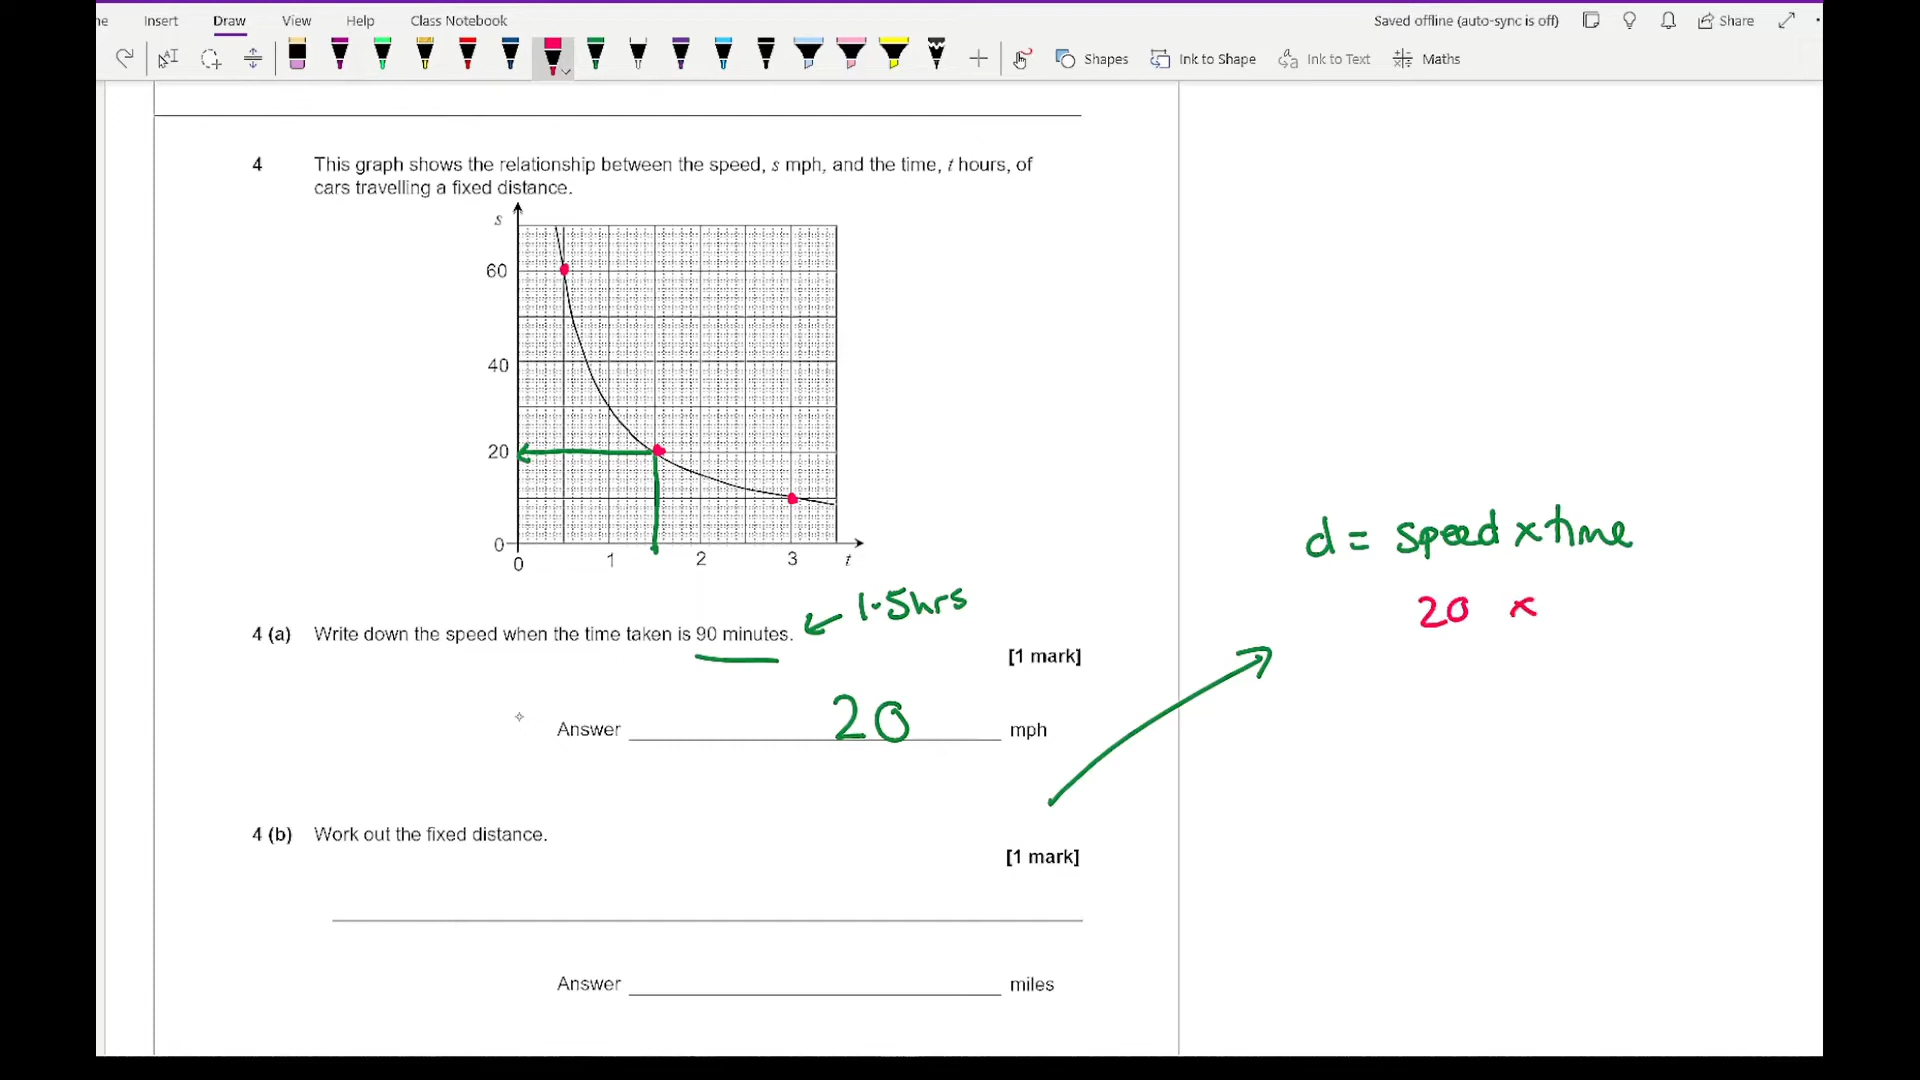 ne Insert Draw View Help Class Notebook Saved offline (auto-sync is off) Share
Shapes Ink to Shape Ink to Text Maths
4 This graph shows the relationship between the speed, s mph, and the time, t hours, of
cars travelling a fixed distance.
s
60
40
20
0
0 1 2 3 t
d = speed x time
20 x
1.5hrs
4 (a) Write down the speed when the time taken is 90 minutes.
[1 mark]
Answer 20 mph
4 (b) Work out the fixed distance.
[1 mark]
Answer miles